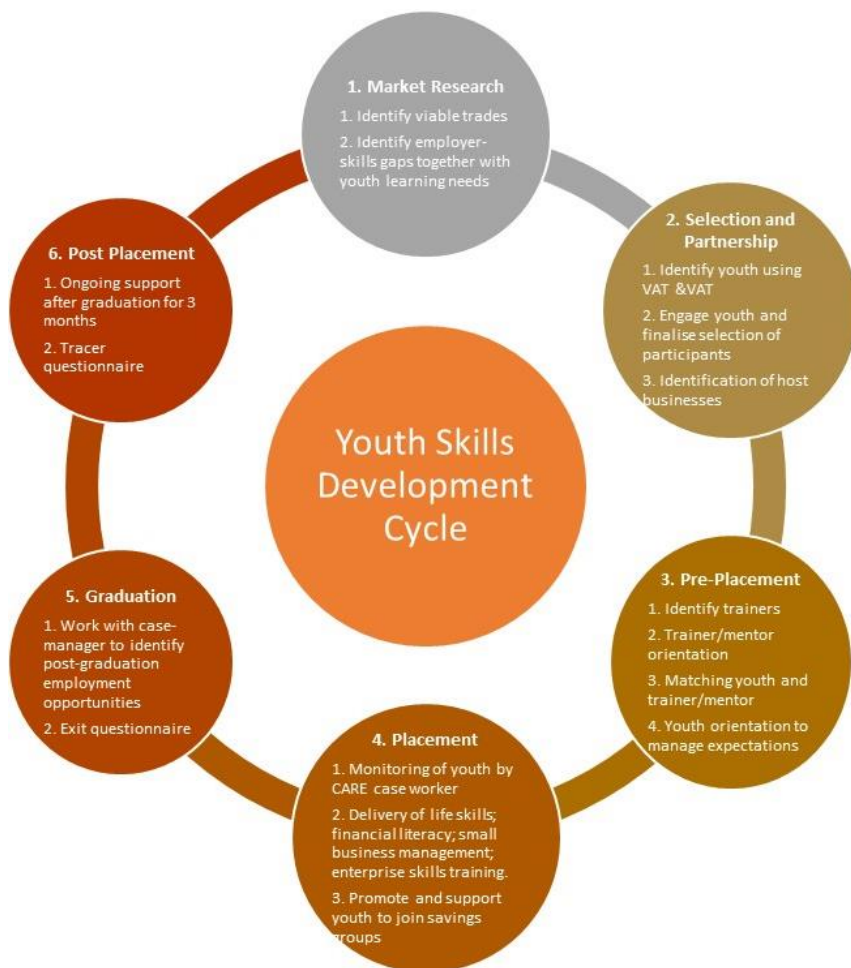 1. Market Research
1. Identify viable trades
2. Identify employer-
skills gaps together with
youth learning needs
2. Selection and
Partnership
1. Identify youth using
VAT &VAT
2. Engage youth and
finalise selection of
participants
3. Identification of host
businesses
3. Pre-Placement
1. Identify trainers
2. Trainer/mentor
orientation
3. Matching youth and
trainer/mentor
4. Youth orientation to
manage expectations
4. Placement
1. Monitoring of youth by
CARE case worker
2. Delivery of life skills;
financial literacy; small
business management;
enterprise skills training.
3. Promote and support
youth to join savings
groups
5. Graduation
1. Work with case-
manager to identify
post-graduation
employment
opportunities
2. Exit questionnaire
6. Post Placement
1. Ongoing support
after graduation for 3
months
2. Tracer
questionnaire
Youth Skills
Development
Cycle